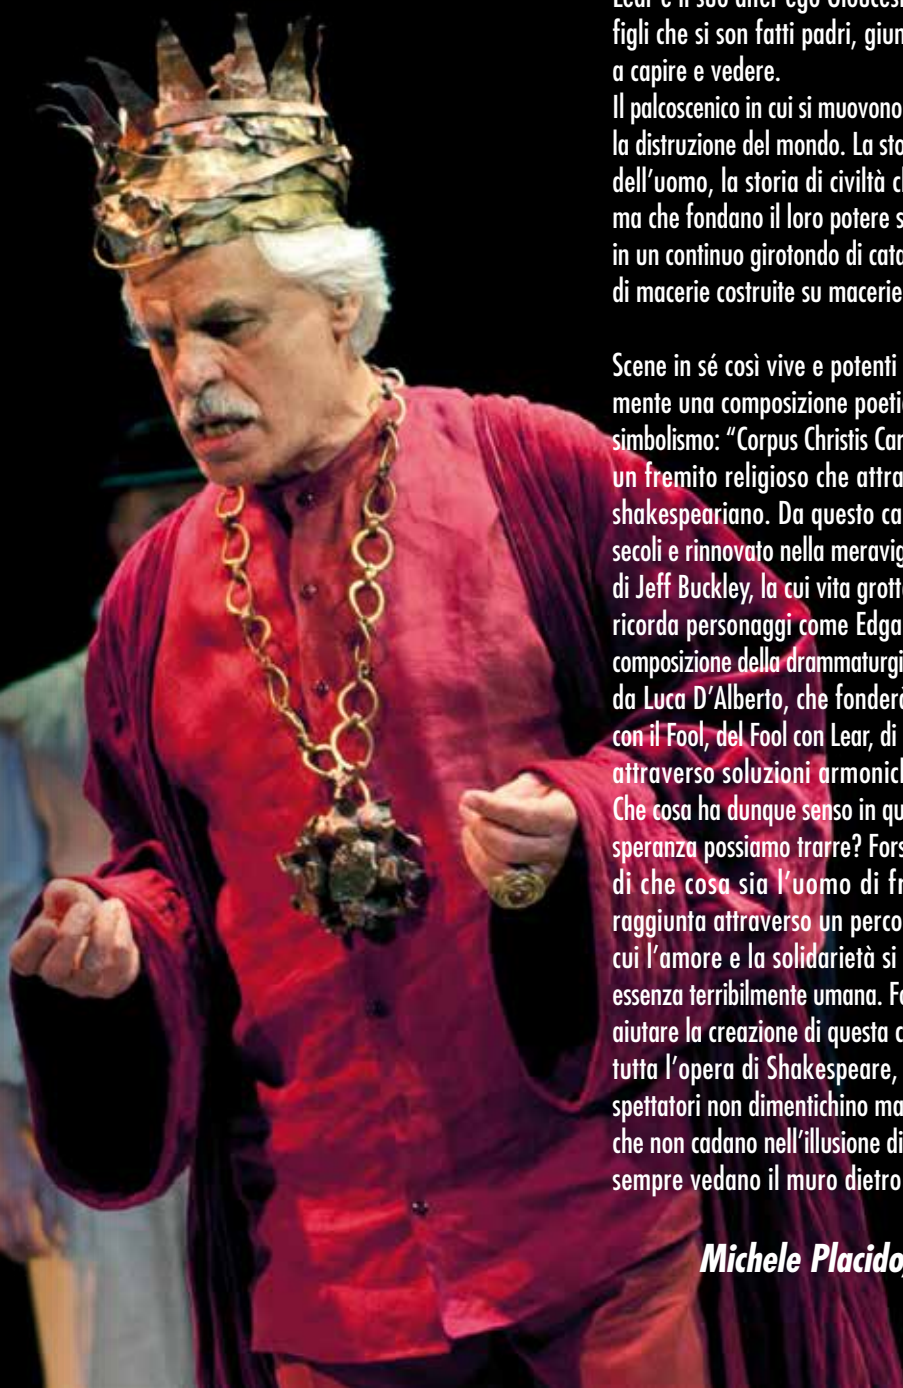 figli che si son fatti padri, giun
a capire e vedere.
Il palcoscenico in cui si muovono
la distruzione del mondo. La sto
dell'uomo, la storia di civiltà c
ma che fondano il loro potere s
in un continuo girotondo di cata
di macerie costruite su macerie
Scene in sé così vive e potenti
mente una composizione poetic
simbolismo: "Corpus Christis Car
un fremito religioso che attra
shakespeariano. Da questo ca
secoli e rinnovato nella meravig
di Jeff Buckley, la cui vita grott
ricorda personaggi come Edga
composizione della drammaturgi
da Luca D'Alberto, che fonderà
con il Fool, del Fool con Lear, di
attraverso soluzioni armonich
Che cosa ha dunque senso in qu
speranza possiamo trarre? Fors
di che cosa sia l'uomo di fr
raggiunta attraverso un perco
cui l'amore e la solidarietà si
essenza terribilmente umana. Fo
aiutare la creazione di questa c
tutta l'opera di Shakespeare,
spettatori non dimentichino ma
che non cadano nell'illusione di
sempre vedano il muro dietro
Michele Placido,